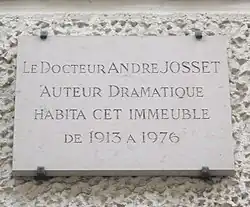 LE DOCTEUR ANDRE JOSSET
AUTEUR DRAMATIQUE
HABITA CET IMMEUBLE
DE 1913 A 1976